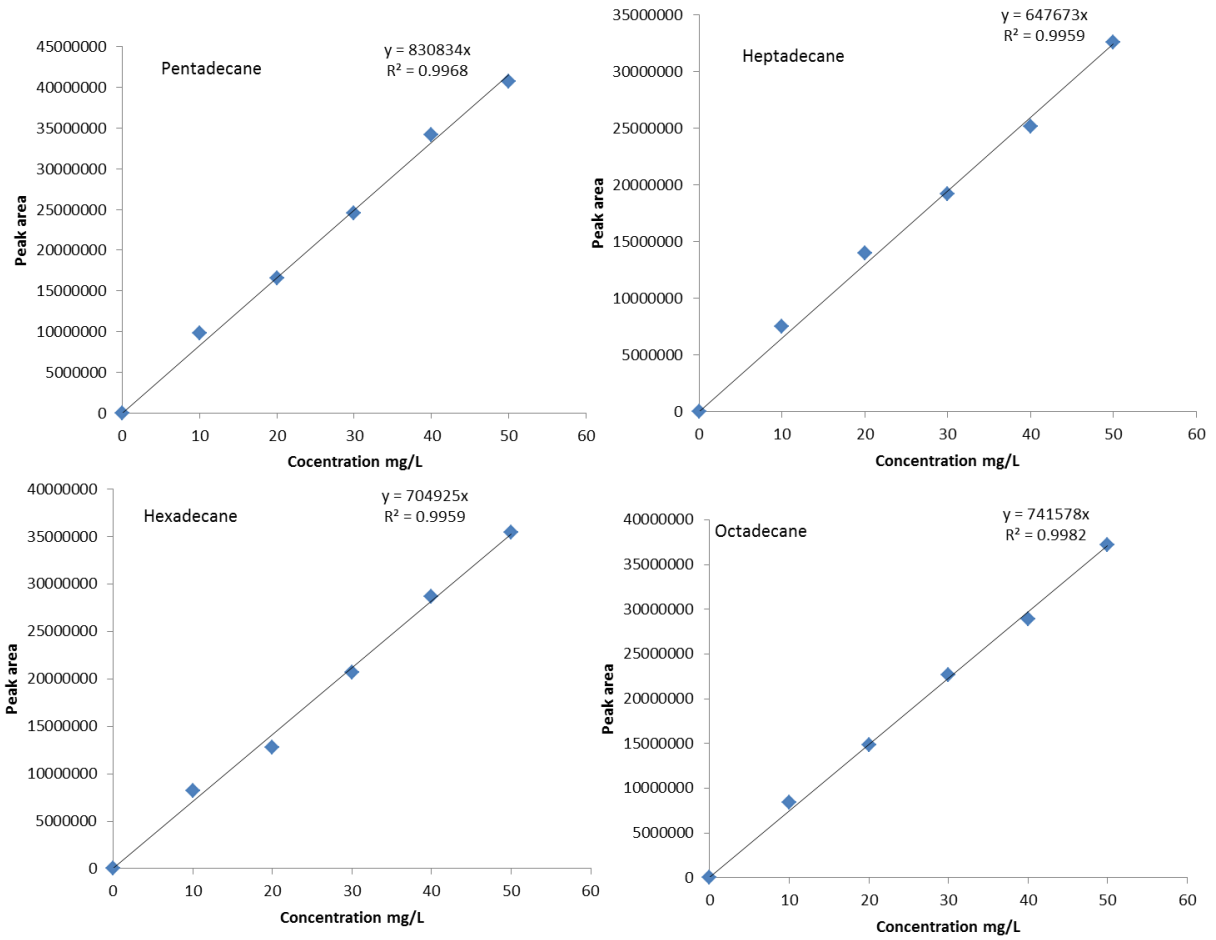 Pentadecane
y = 830834x
R² = 0.9968
45000000
40000000
35000000
30000000
25000000
20000000
15000000
10000000
5000000
0
Peak area
0 10 20 30 40 50 60
Cocentration mg/L
Heptadecane
y = 647673x
R² = 0.9959
35000000
30000000
25000000
20000000
15000000
10000000
5000000
0
Peak area
0 10 20 30 40 50 60
Concentration mg/L
Hexadecane
y = 704925x
R² = 0.9959
40000000
35000000
30000000
25000000
20000000
15000000
10000000
5000000
0
Peak area
0 10 20 30 40 50 60
Concentration mg/L
Octadecane
y = 741578x
R² = 0.9982
40000000
35000000
30000000
25000000
20000000
15000000
10000000
5000000
0
Peak area
0 10 20 30 40 50 60
Concentration mg/L